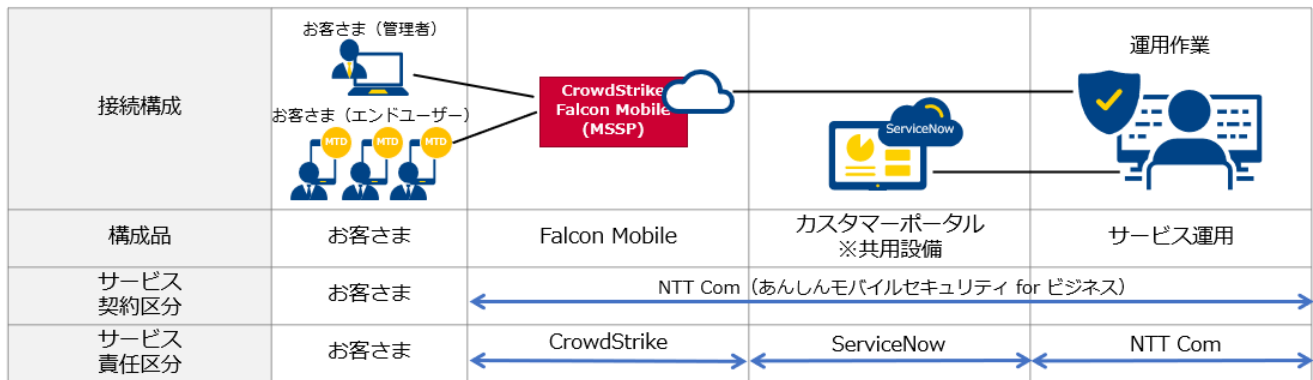 接続構成
お客さま（管理者）
お客さま（エンドユーザー）
MTD
MTD
MTD
CrowdStrike
Falcon Mobile
(MSSP)
ServiceNow
運用作業
構成品
お客さま
Falcon Mobile
カスタマーポータル
※共用設備
サービス運用
サービス
契約区分
お客さま
NTT Com（あんしんモバイルセキュリティ for ビジネス）
サービス
責任区分
お客さま
CrowdStrike
ServiceNow
NTT Com